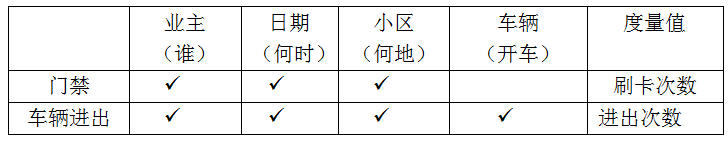 业主 日期 小区 车辆 度量值
（谁） （何时） （何地） （开车）
门禁 ✓ ✓ ✓ 刷卡次数
车辆进出 ✓ ✓ ✓ ✓ 进出次数